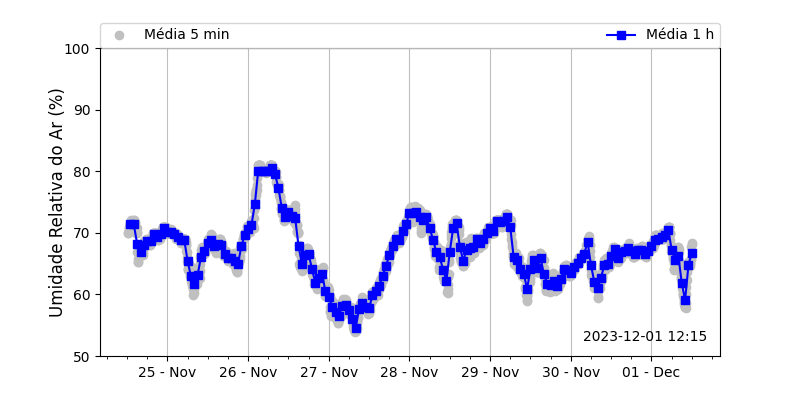 Média 5 min
Média 1 h
Umidade Relativa do Ar (%)
100
90
80
70
60
50
2023-12-01 12:15
25 - Nov
26 - Nov
27 - Nov
28 - Nov
29 - Nov
30 - Nov
01 - Dec